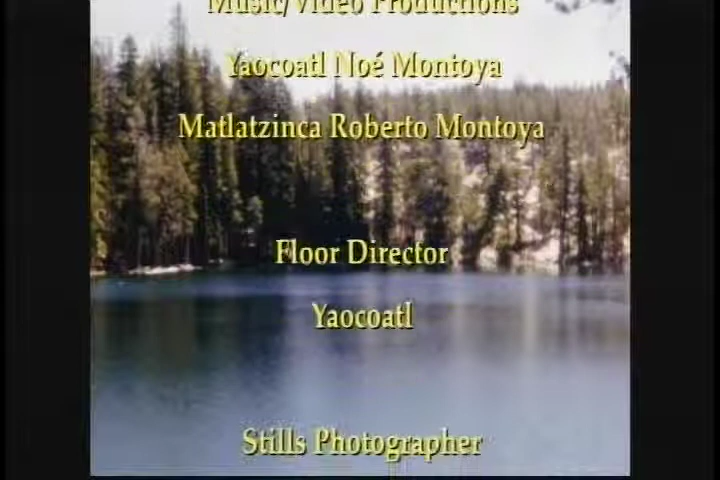 Music/Video Productions
Yaocoatl Noé Montoya
Matlatzinca Roberto Montoya
Floor Director
Yaocoatl
Stills Photographer